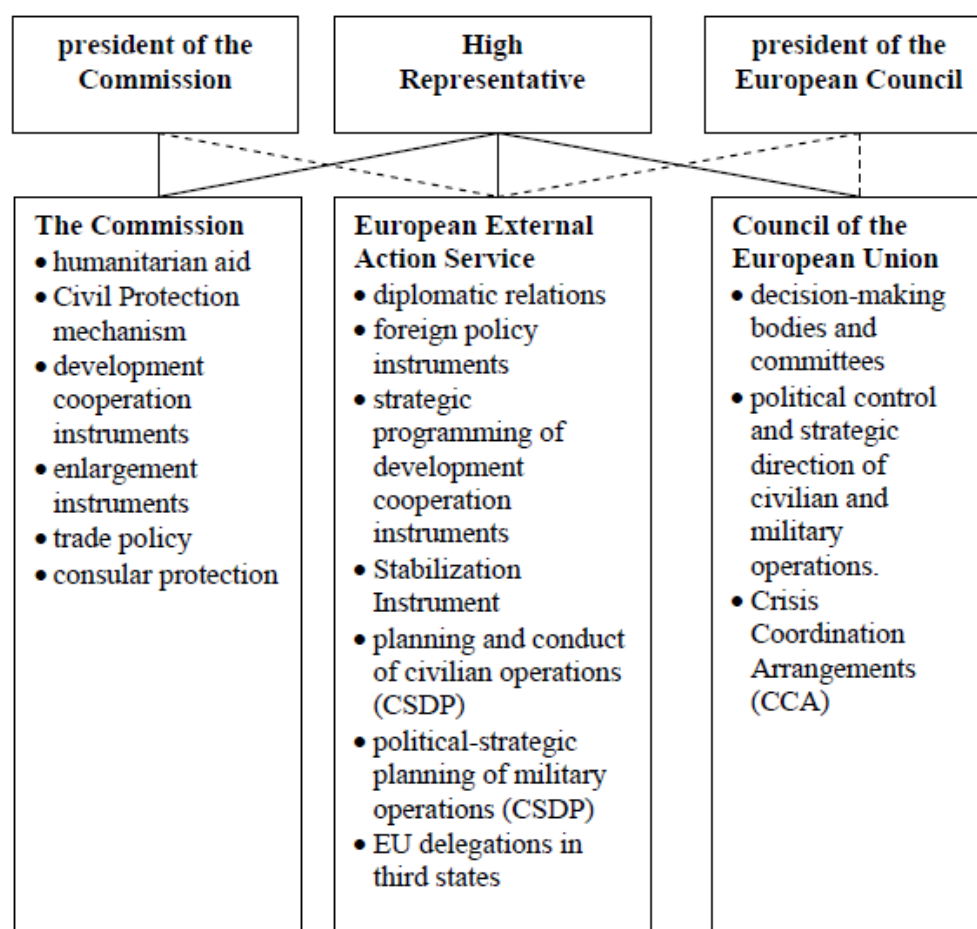 president of the
Commission
High
Representative
president of the
European Council
The Commission
• humanitarian aid
• Civil Protection
mechanism
• development
cooperation
instruments
• enlargement
instruments
• trade policy
• consular protection
European External
Action Service
• diplomatic relations
• foreign policy
instruments
• strategic
programming of
development
cooperation
instruments
• Stabilization
Instrument
• planning and conduct
of civilian operations
(CSDP)
• political-strategic
planning of military
operations (CSDP)
• EU delegations in
third states
Council of the
European Union
• decision-making
bodies and
committees
• political control
and strategic
direction of
civilian and
military
operations.
• Crisis
Coordination
Arrangements
(CCA)